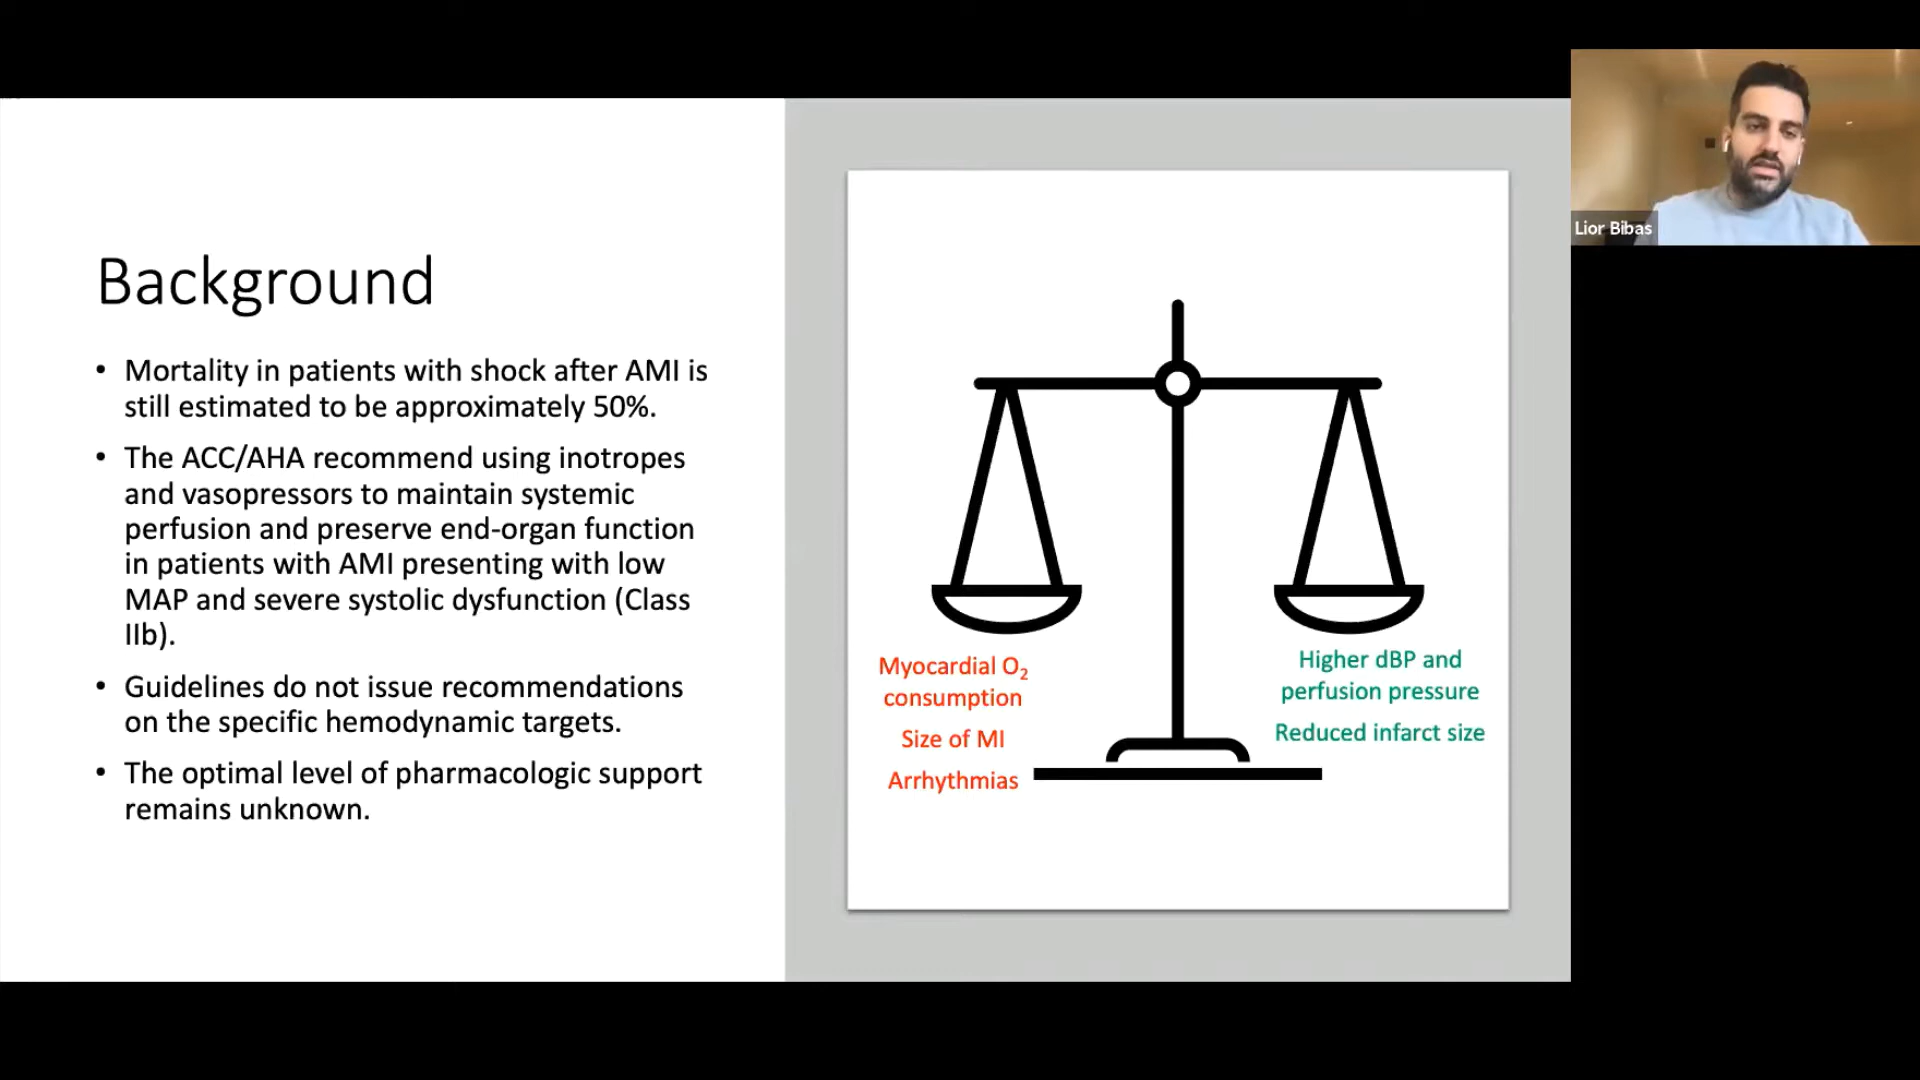 Background
• Mortality in patients with shock after AMI is
still estimated to be approximately 50%.
• The ACC/AHA recommend using inotropes
and vasopressors to maintain systemic
perfusion and preserve end-organ function
in patients with AMI presenting with low
MAP and severe systolic dysfunction (Class
IIb).
• Guidelines do not issue recommendations
on the specific hemodynamic targets.
• The optimal level of pharmacologic support
remains unknown.
Myocardial O₂
consumption
Size of MI
Arrhythmias
Higher dBP and
perfusion pressure
Reduced infarct size
Lior Bibas